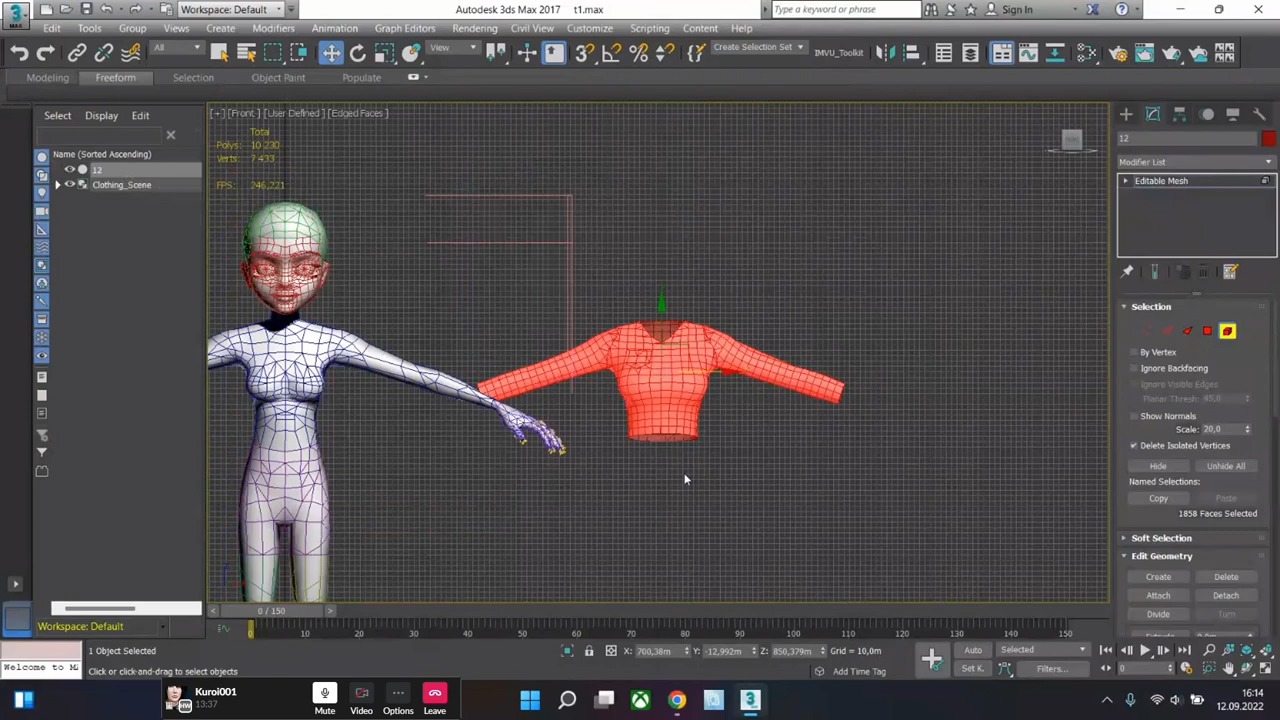 Workspace: Default
Autodesk 3ds Max 2017    t1.max
Type a keyword or phrase
Sign In
MAX
Edit Tools Group Views Create Modifiers Animation Graph Editors Rendering Civil View Customize Scripting Content Help
All
View
Create Selection Set
IMVU_Toolkit
Modeling Freeform Selection Object Paint Populate
Select Display Edit
Name (Sorted Ascending)
12
Clothing_Scene
[+] [Front ] [User Defined ] [Edged Faces ]
Total
Polys: 10 230
Verts: 7 433
FPS: 246,221
12
Modifier List
Editable Mesh
Selection
By Vertex
Ignore Backfacing
Ignore Visible Edges
Planar Thresh: 45,0
Show Normals
Scale: 20,0
Delete Isolated Vertices
Hide Unhide All
Named Selections:
Copy Paste
1858 Faces Selected
Soft Selection
Edit Geometry
Create Delete
Attach Detach
Divide Turn
0 / 150
Workspace: Default
0 10 20 30 40 50 60 70 80 90 100 110 120 130 140 150
1 Object Selected
X: 700,38m Y: -12,992m Z: 850,379m Grid = 10,0m
Auto Selected
Welcome to M
Click or click-and-drag to select objects
Add Time Tag
Set K. Filters...
0
Kuroi001
13:37
Mute Video Options Leave
3
16:14
12.09.2022